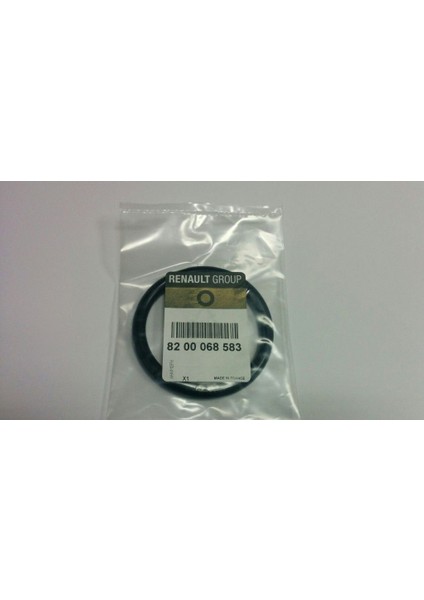 RENAULT GROUP
82 00 068 583
X1
MADE IN FRANCE